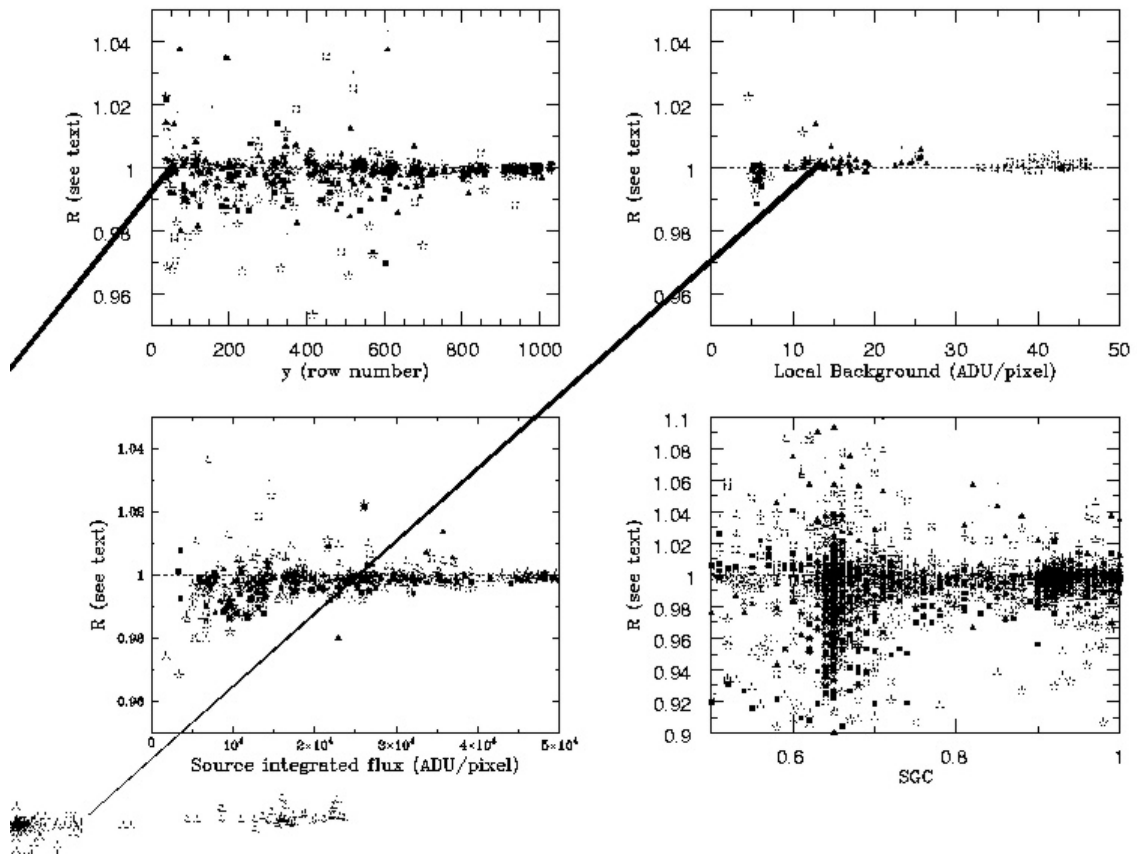 1.04
1.02
1
0.98
0.96
R (see text)
0 200 400 600 800 1000
y (row number)
1.04
1.02
1
0.98
0.96
R (see text)
0 10 20 30 40 50
Local Background (ADU/pixel)
1.04
1.02
1
0.98
0.96
R (see text)
0 10⁴ 2×10⁴ 3×10⁴ 4×10⁴ 5×10⁴
Source integrated flux (ADU/pixel)
1.1
1.08
1.06
1.04
1.02
1
0.98
0.96
0.94
0.92
0.9
R (see text)
0.6 0.8 1
SGC